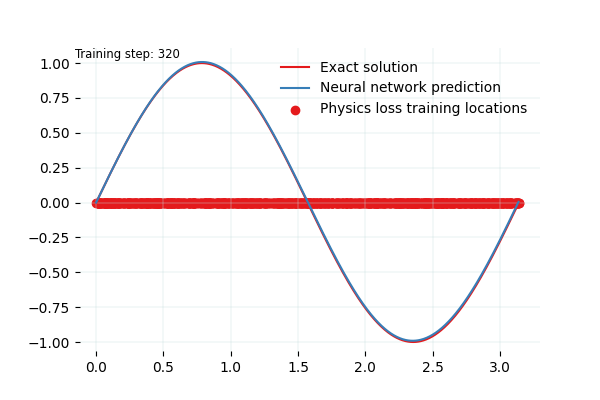 Training step: 320
Exact solution
Neural network prediction
Physics loss training locations
1.00
0.75
0.50
0.25
0.00
−0.25
−0.50
−0.75
−1.00
0.0 0.5 1.0 1.5 2.0 2.5 3.0